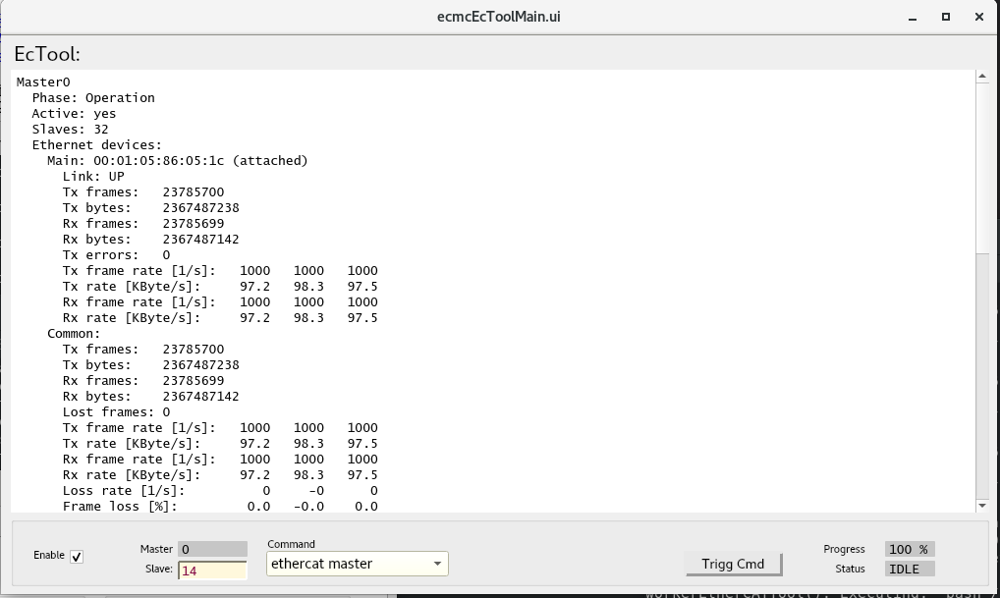 ecmcEcToolMain.ui
EcTool:
Master0
Phase: Operation
Active: yes
Slaves: 32
Ethernet devices:
Main: 00:01:05:86:05:1c (attached)
Link: UP
Tx frames: 23785700
Tx bytes: 2367487238
Rx frames: 23785699
Rx bytes: 2367487142
Tx errors: 0
Tx frame rate [1/s]: 1000 1000 1000
Tx rate [KByte/s]: 97.2 98.3 97.5
Rx frame rate [1/s]: 1000 1000 1000
Rx rate [KByte/s]: 97.2 98.3 97.5
Common:
Tx frames: 23785700
Tx bytes: 2367487238
Rx frames: 23785699
Rx bytes: 2367487142
Lost frames: 0
Tx frame rate [1/s]: 1000 1000 1000
Tx rate [KByte/s]: 97.2 98.3 97.5
Rx frame rate [1/s]: 1000 1000 1000
Rx rate [KByte/s]: 97.2 98.3 97.5
Loss rate [1/s]: 0 -0 0
Frame loss [%]: 0.0 -0.0 0.0
Enable
Master 0
Slave: 14
Command
ethercat master
Trigg Cmd
Progress 100 %
Status IDLE